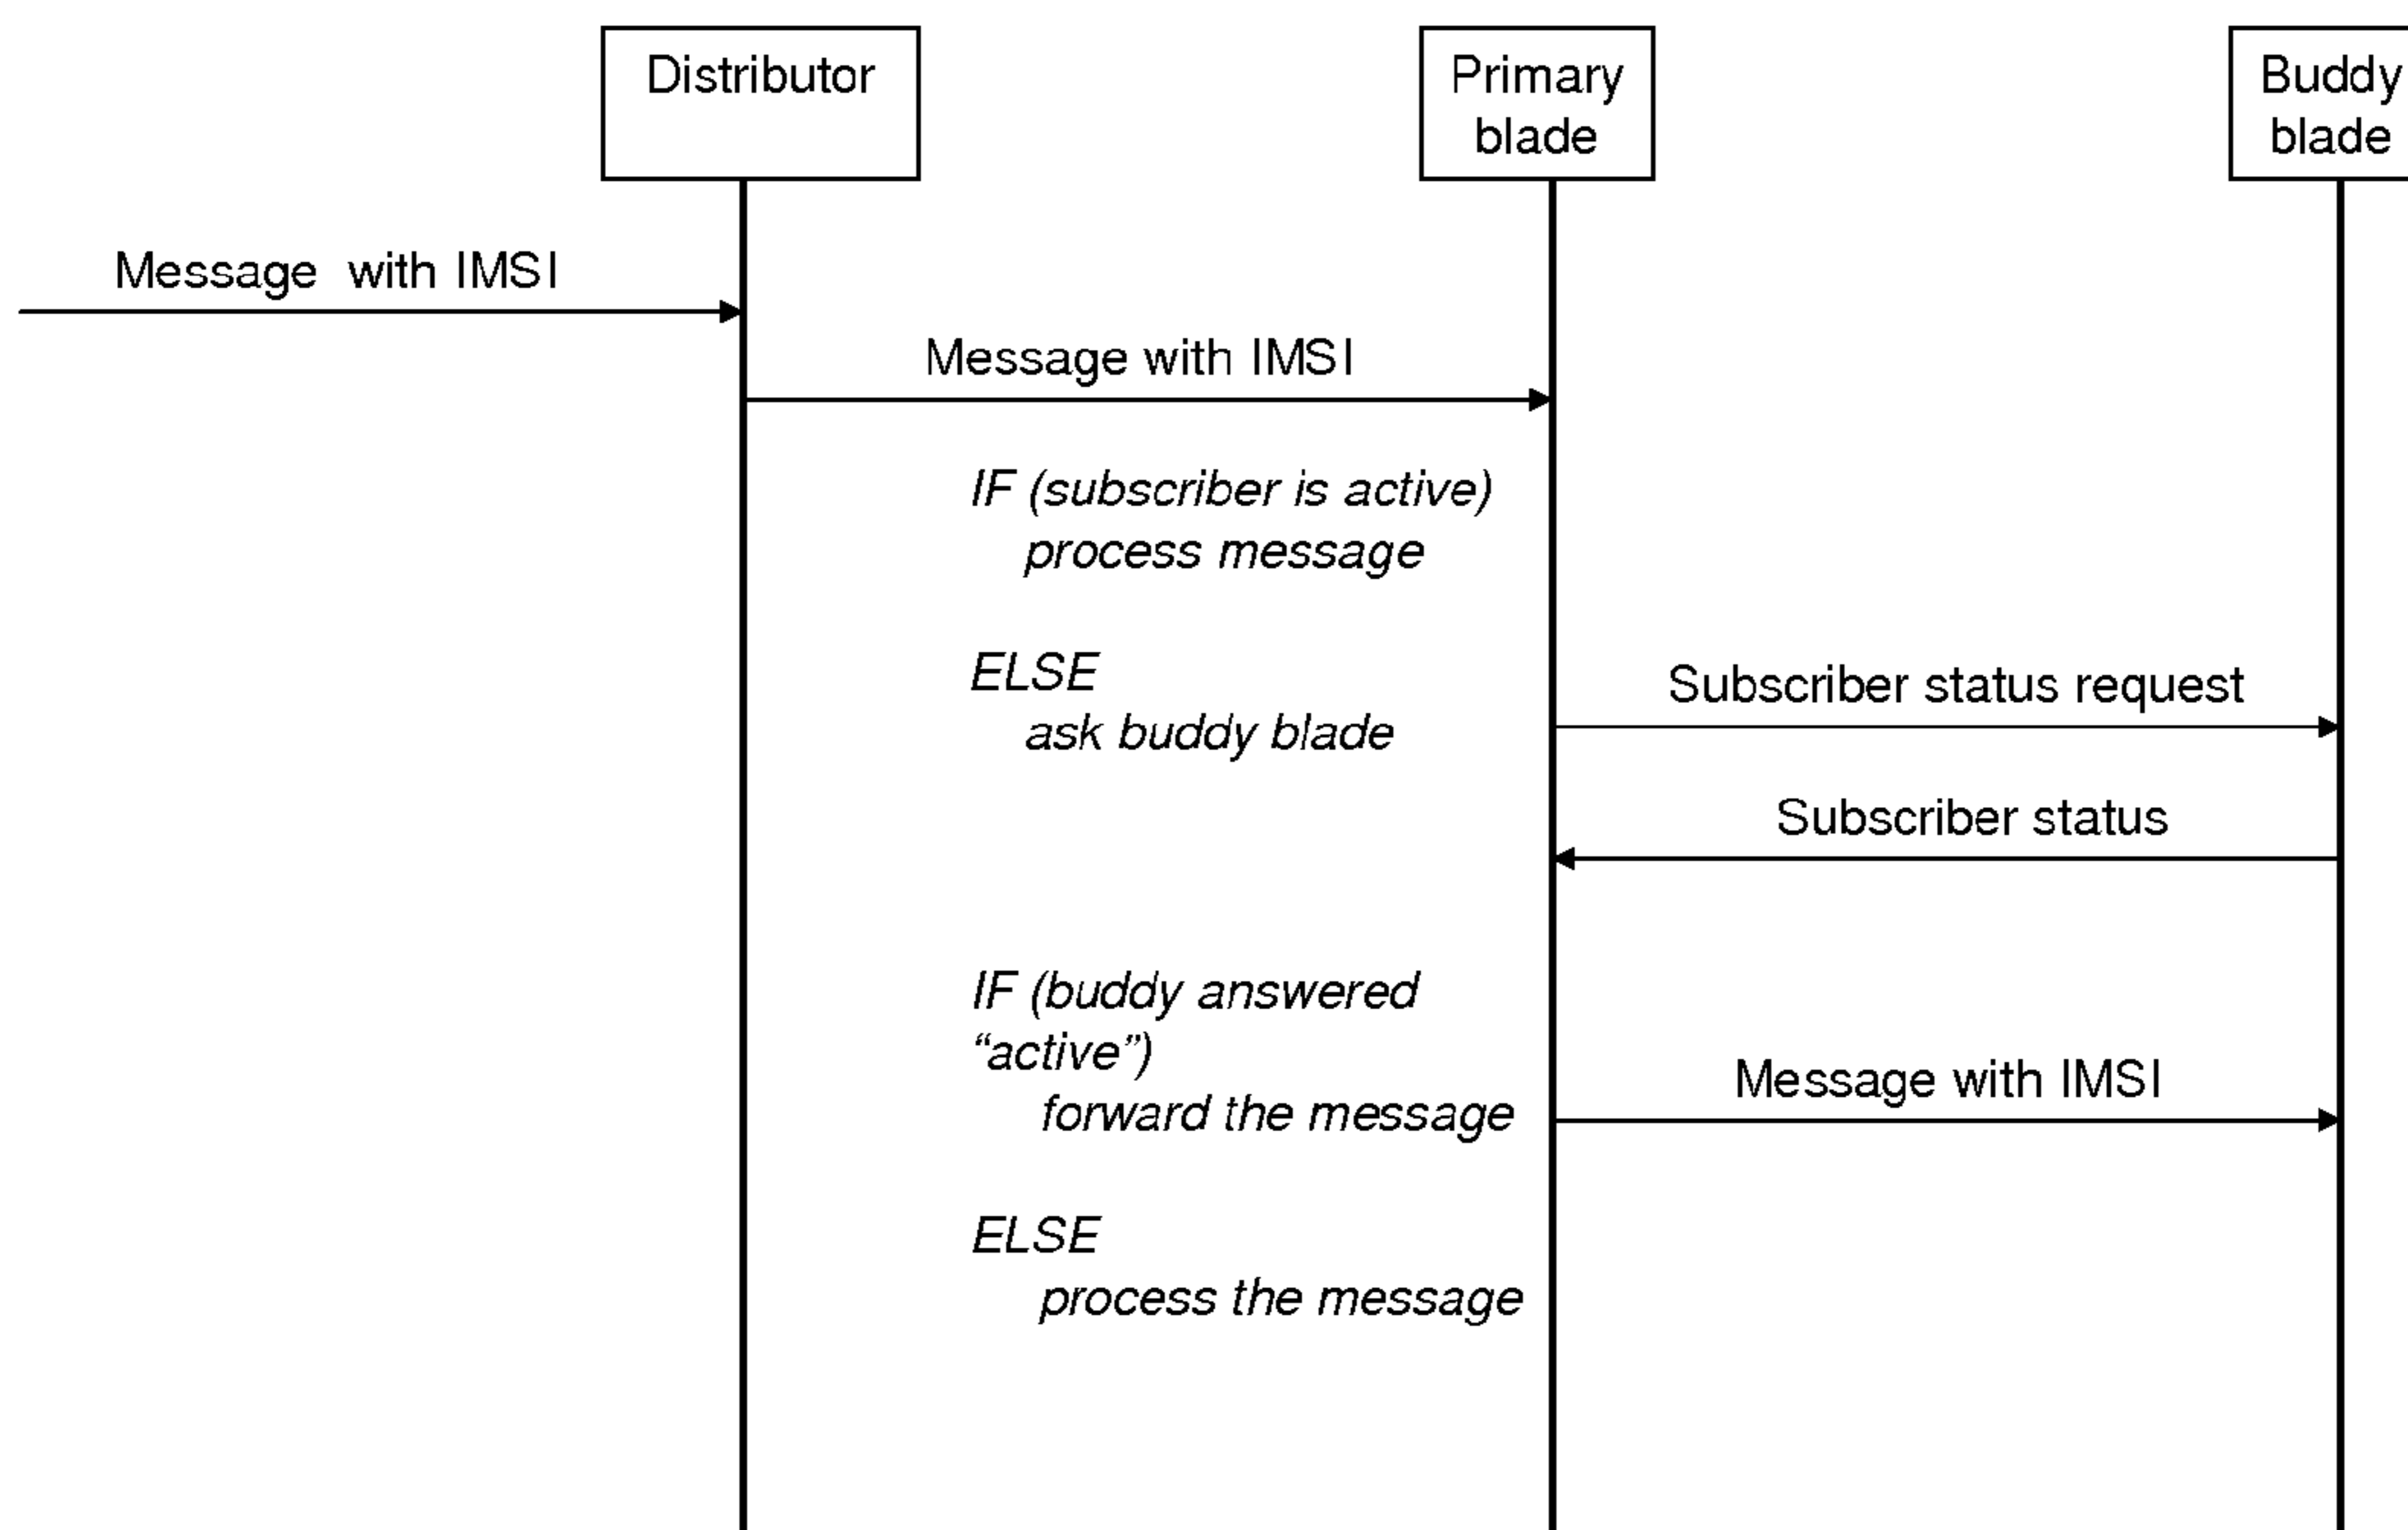 Distributor
Primary
blade
Buddy
blade
Message with IMSI
Message with IMSI
IF (subscriber is active)
process message
ELSE
ask buddy blade
Subscriber status request
Subscriber status
IF (buddy answered
“active”)
forward the message
Message with IMSI
ELSE
process the message